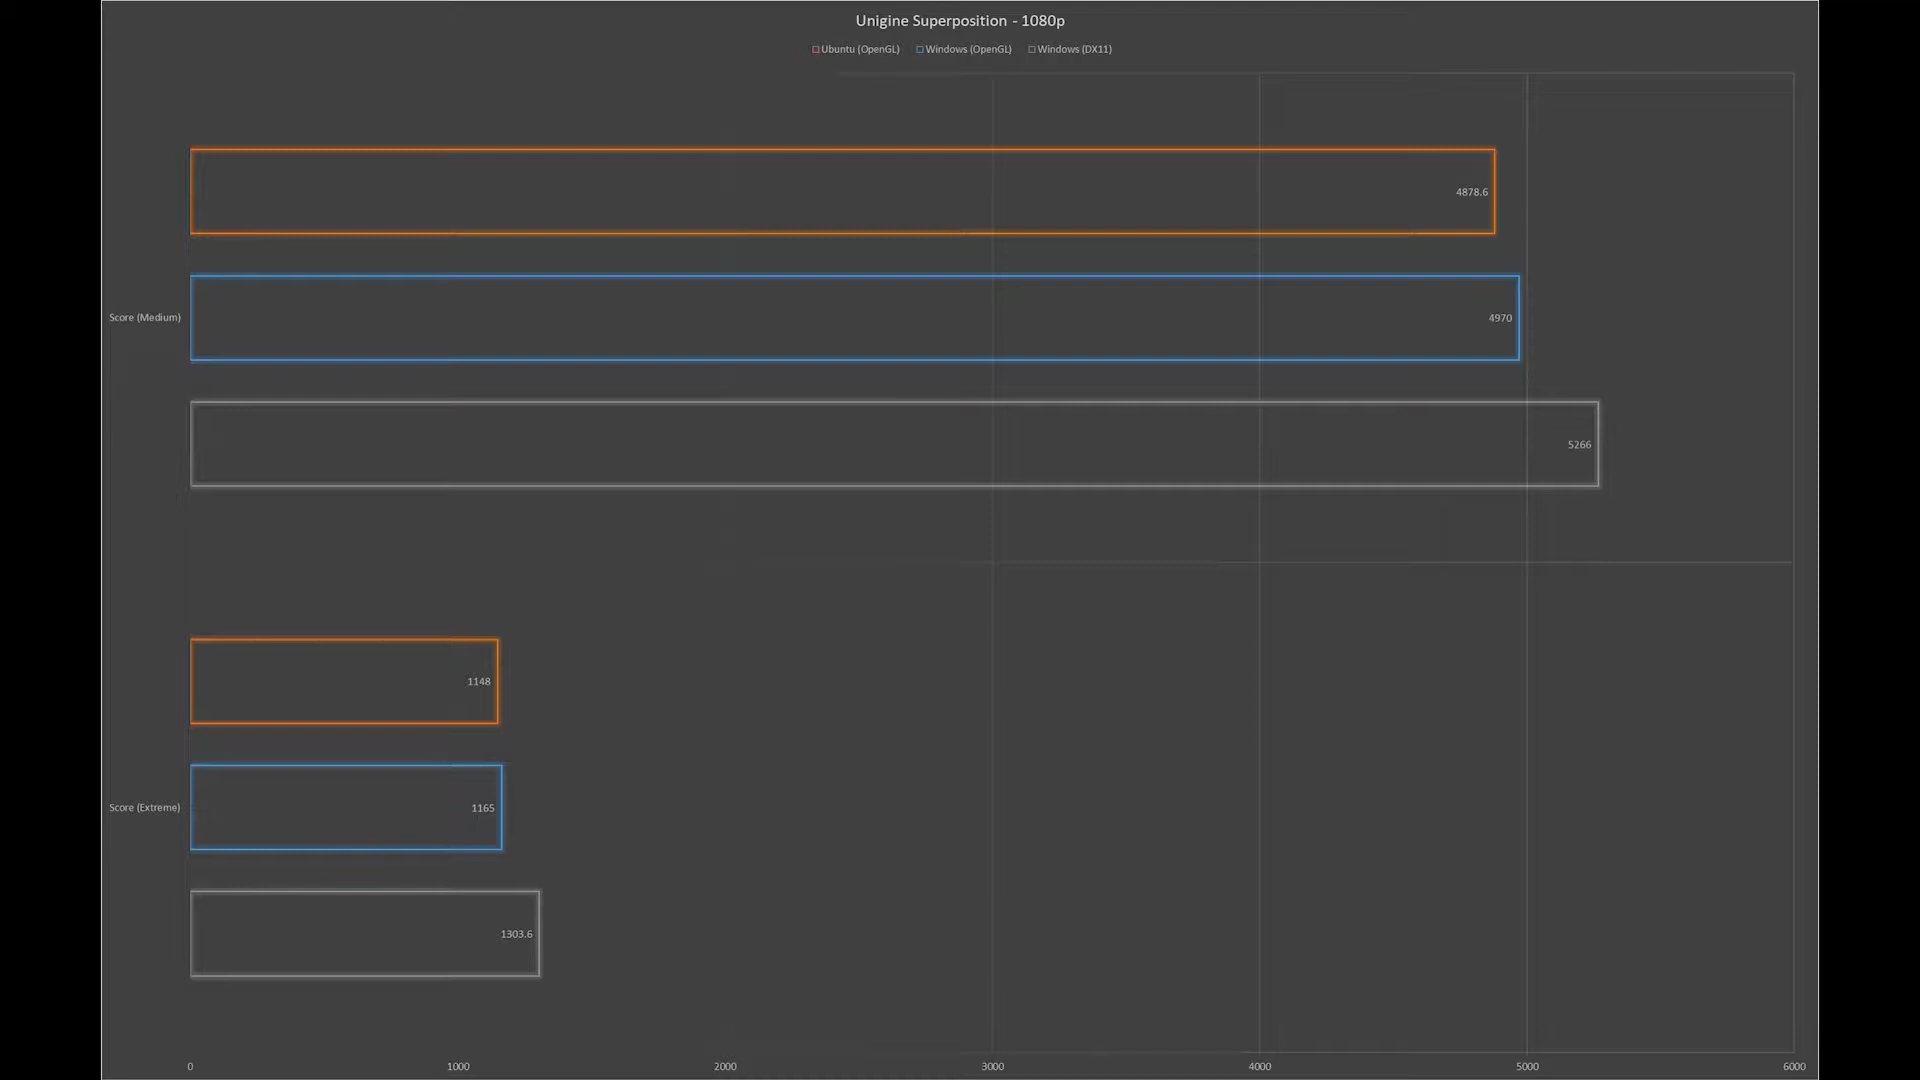 Unigine Superposition - 1080p
Ubuntu (OpenGL) Windows (OpenGL) Windows (DX11)
4878.6
Score (Medium) 4970
5266
1148
Score (Extreme) 1165
1303.6
0 1000 2000 3000 4000 5000 6000